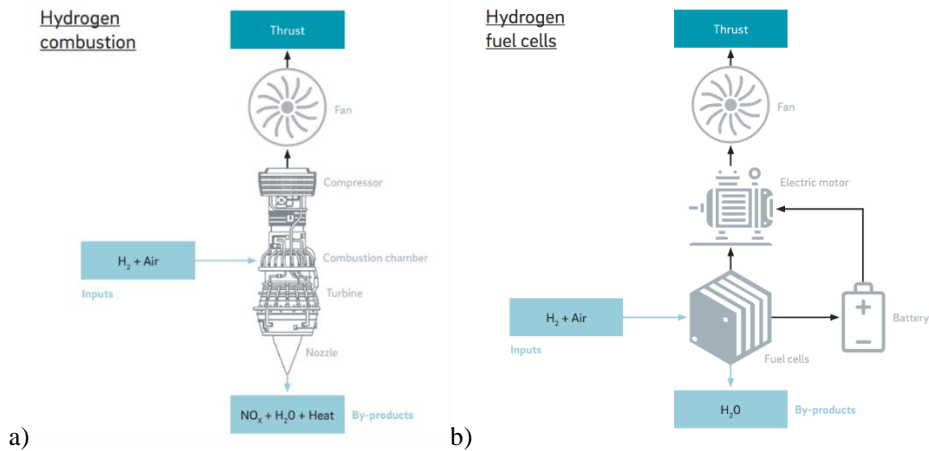 Hydrogen
combustion
Thrust
Fan
Compressor
H₂ + Air
Combustion chamber
Inputs
Turbine
Nozzle
NOₓ + H₂O + Heat
By-products
a)
Hydrogen
fuel cells
Thrust
Fan
Electric motor
H₂ + Air
Inputs
Battery
Fuel cells
H₂O
By-products
b)